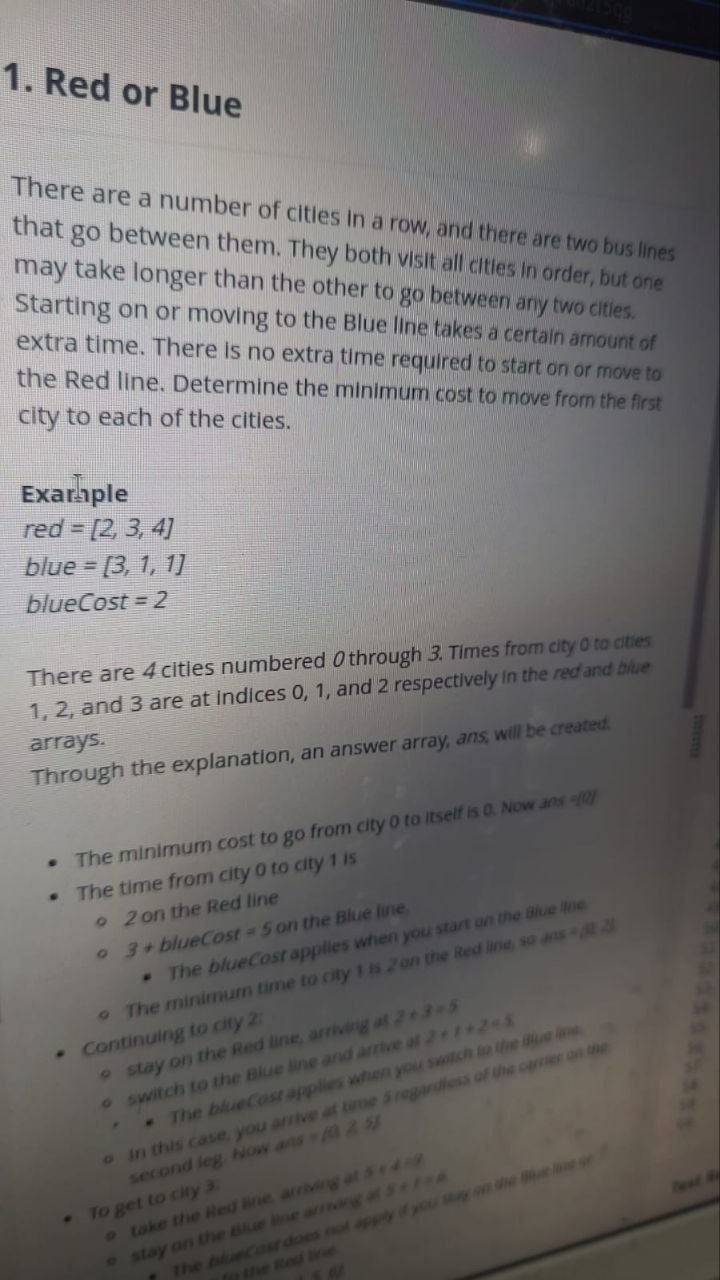 1. Red or Blue
There are a number of cities in a row, and there are two bus lines
that go between them. They both visit all cities in order, but one
may take longer than the other to go between any two cities.
Starting on or moving to the Blue line takes a certain amount of
extra time. There is no extra time required to start on or move to
the Red line. Determine the minimum cost to move from the first
city to each of the cities.
Example
red = [2, 3, 4]
blue = [3, 1, 1]
blueCost = 2
There are 4 cities numbered 0 through 3. Times from city 0 to cities
1, 2, and 3 are at indices 0, 1, and 2 respectively in the red and blue
arrays.
Through the explanation, an answer array, ans, will be created.
• The minimum cost to go from city 0 to itself is 0. Now ans =[0]
• The time from city 0 to city 1 is
o 2 on the Red line
o 3 + blueCost = 5 on the Blue line.
▪ The blueCost applies when you start on the Blue line
o The minimum time to city 1 is 2 on the Red line, so ans = [0, 2]
• Continuing to city 2:
o stay on the Red line, arriving at 2 + 3 = 5
o switch to the Blue line and arrive at 2 + 1 + 2 = 5
▪ The blueCost applies when you switch to the Blue line.
o In this case, you arrive at time 5 regardless of the carrier on the
second leg. Now ans = [0, 2, 5]
• To get to city 3:
o take the Red line, arriving at 5 + 4 = 9
o stay on the Blue line arriving at 5 + 1 = 6
▪ The blueCost does not apply if you stay on the Blue line or
to the Red line.